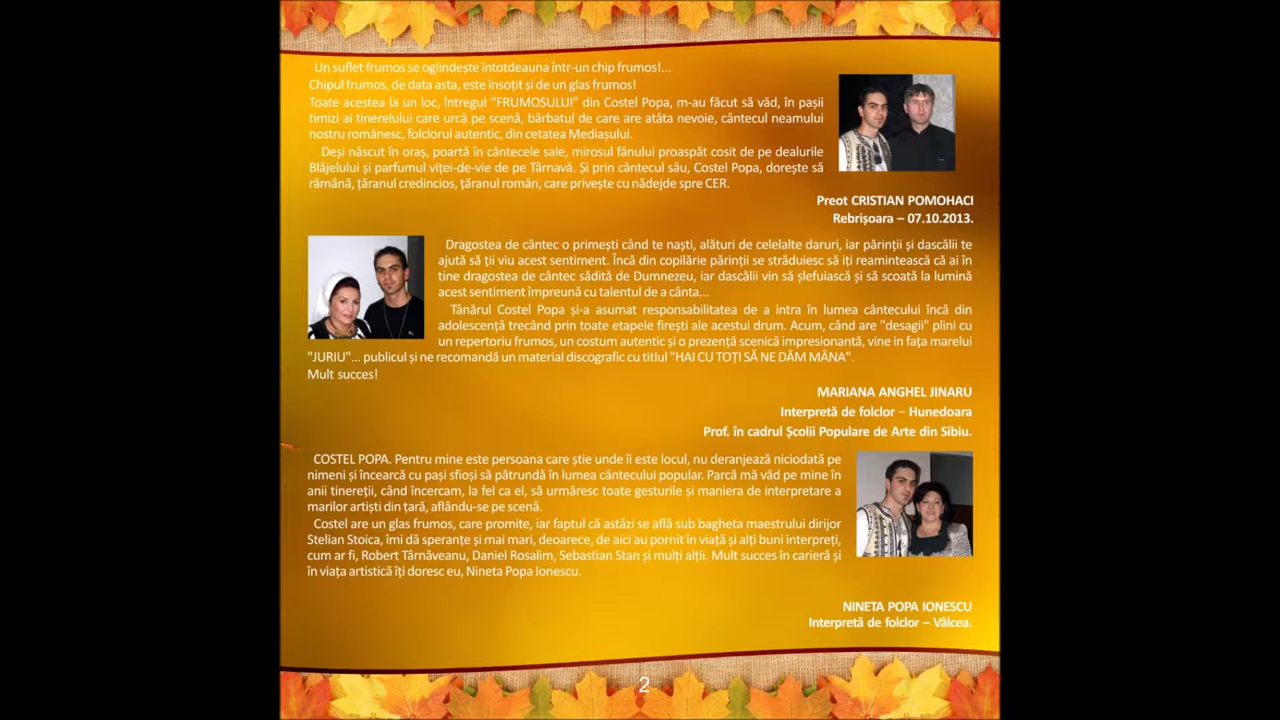 Un suflet frumos se oglindește întotdeauna într-un chip frumos!...
Chipul frumos, de data asta, este însoțit și de un glas frumos!
Toate acestea la un loc, întregul "FRUMOSULUI" din Costel Popa, m-au făcut să văd, în pașii
timizi ai tinerelului care urcă pe scenă, bărbatul de care are atâta nevoie, cântecul neamului
nostru românesc, folclorul autentic, din cetatea Mediașului.
Deși născut în oraș, poartă în cântecele sale, mirosul fânului proaspăt cosit de pe dealurile
Blăjelului și parfumul viței-de-vie de pe Târnavă. Și prin cântecul său, Costel Popa, dorește să
rămână, țăranul credincios, țăranul român, care privește cu nădejde spre CER.
Preot CRISTIAN POMOHACI
Rebrișoara – 07.10.2013.
Dragostea de cântec o primești când te naști, alături de celelalte daruri, iar părinții și dascălii te
ajută să ții viu acest sentiment. Încă din copilărie părinții se străduiesc să iți reamintească că ai în
tine dragostea de cântec sădită de Dumnezeu, iar dascălii vin să șlefuiască și să scoată la lumină
acest sentiment împreună cu talentul de a cânta...
Tânărul Costel Popa și-a asumat responsabilitatea de a intra în lumea cântecului încă din
adolescență trecând prin toate etapele firești ale acestui drum. Acum, când are "desagii" plini cu
un repertoriu frumos, un costum autentic și o prezență scenică impresionantă, vine in fața marelui
"JURIU"... publicul și ne recomandă un material discografic cu titlul "HAI CU TOȚI SĂ NE DĂM MÂNA".
Mult succes!
MARIANA ANGHEL JINARU
Interpretă de folclor – Hunedoara
Prof. în cadrul Școlii Populare de Arte din Sibiu.
COSTEL POPA. Pentru mine este persoana care știe unde îi este locul, nu deranjează niciodată pe
nimeni și încearcă cu pași sfioși să pătrundă în lumea cântecului popular. Parcă mă văd pe mine în
anii tinereții, când încercam, la fel ca el, să urmăresc toate gesturile și maniera de interpretare a
marilor artiști din țară, aflându-se pe scenă.
Costel are un glas frumos, care promite, iar faptul că astăzi se află sub bagheta maestrului dirijor
Stelian Stoica, îmi dă speranțe și mai mari, deoarece, de aici au pornit în viață și alți buni interpreți,
cum ar fi, Robert Târnăveanu, Daniel Rosalim, Sebastian Stan și mulți alții. Mult succes în carieră și
în viața artistică îți doresc eu, Nineta Popa Ionescu.
NINETA POPA IONESCU
Interpretă de folclor – Vâlcea.
2